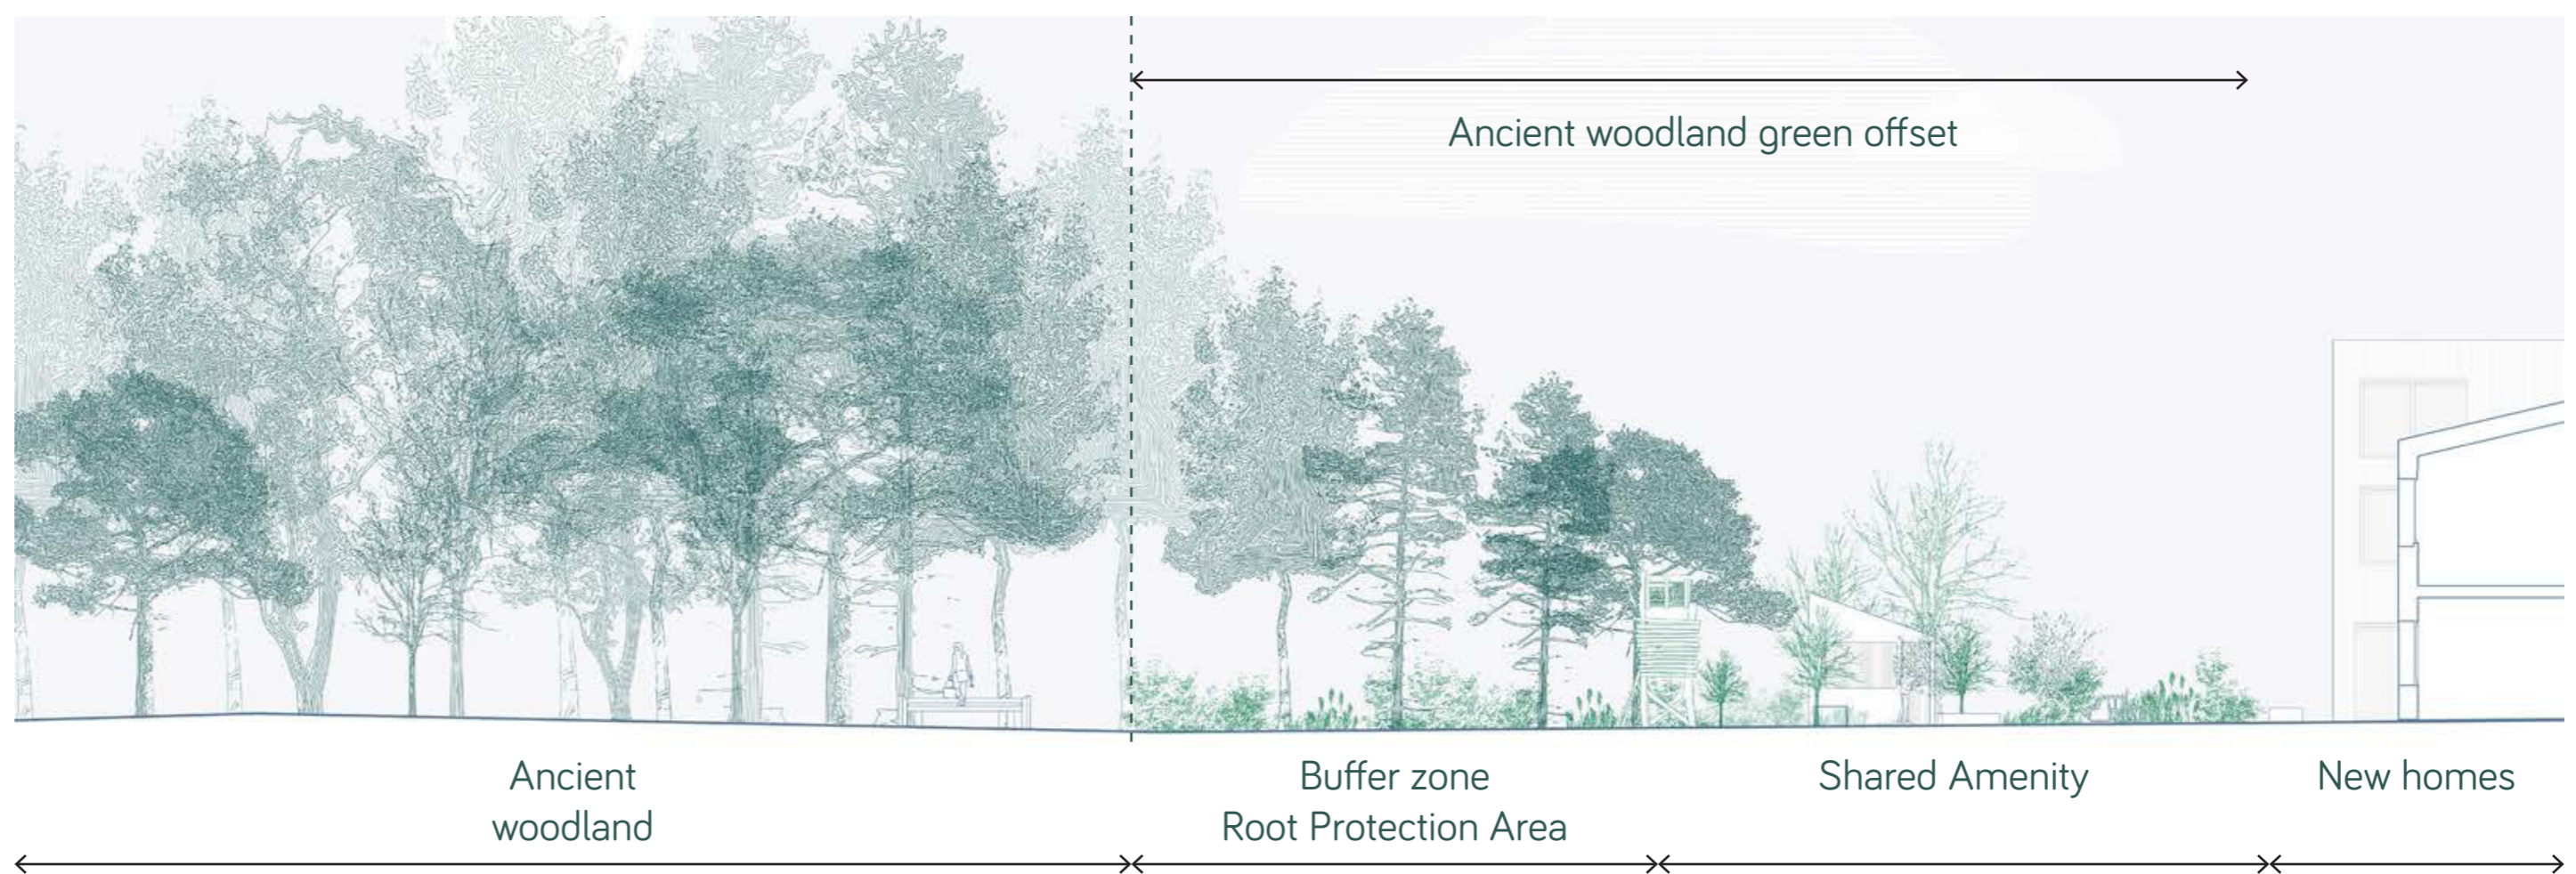 Ancient woodland green offset
Ancient
woodland
Buffer zone
Root Protection Area
Shared Amenity
New homes